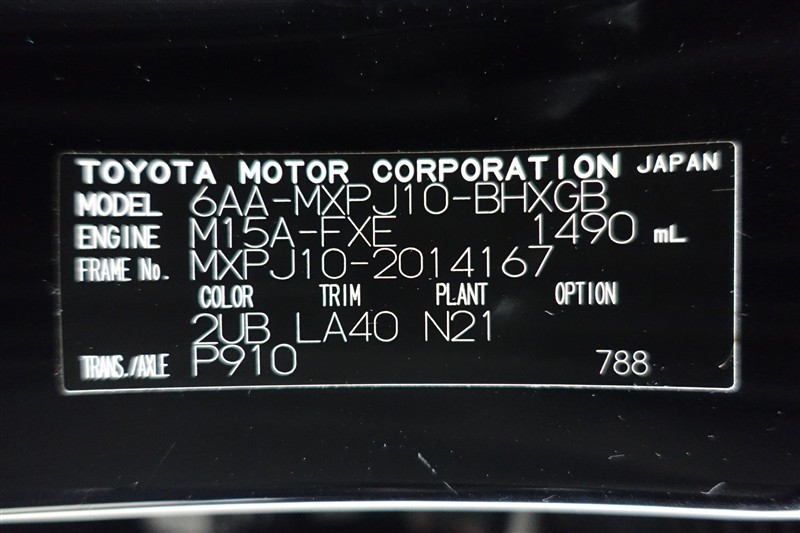 TOYOTA MOTOR CORPORATION JAPAN
MODEL 6AA-MXPJ10-BHXGB
ENGINE M15A-FXE 1490 mL
FRAME No. MXPJ10-2014167
COLOR TRIM PLANT OPTION
2UB LA40 N21
TRANS./AXLE P910 788